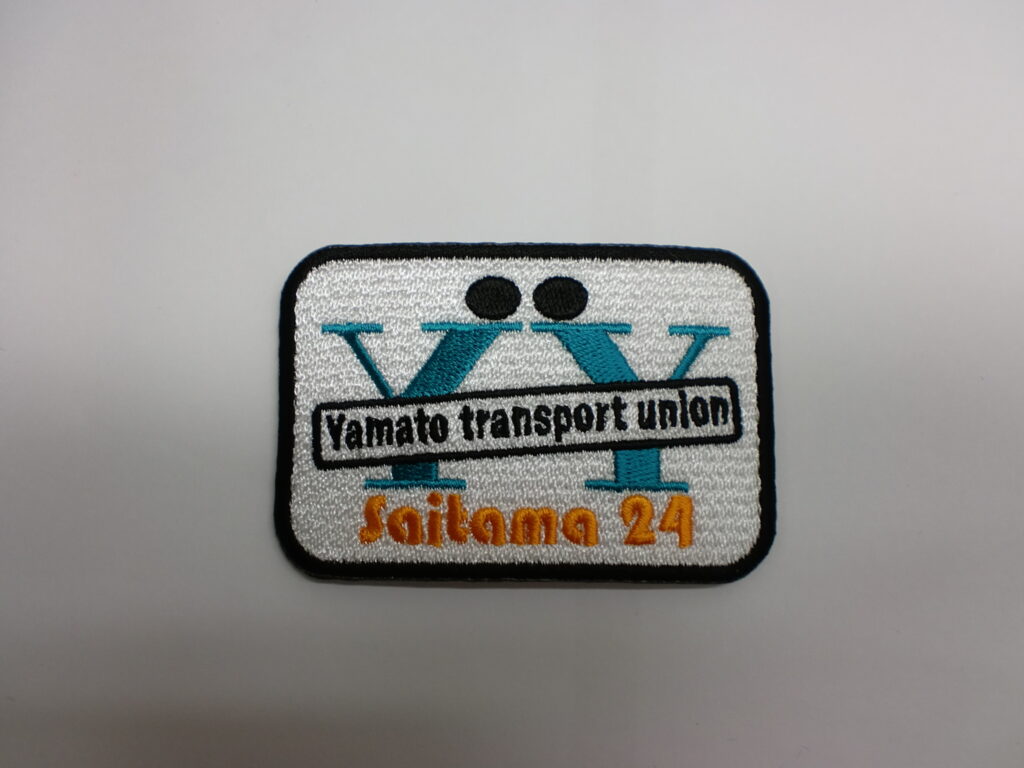 YY
Yamato transport union
Saitama 24